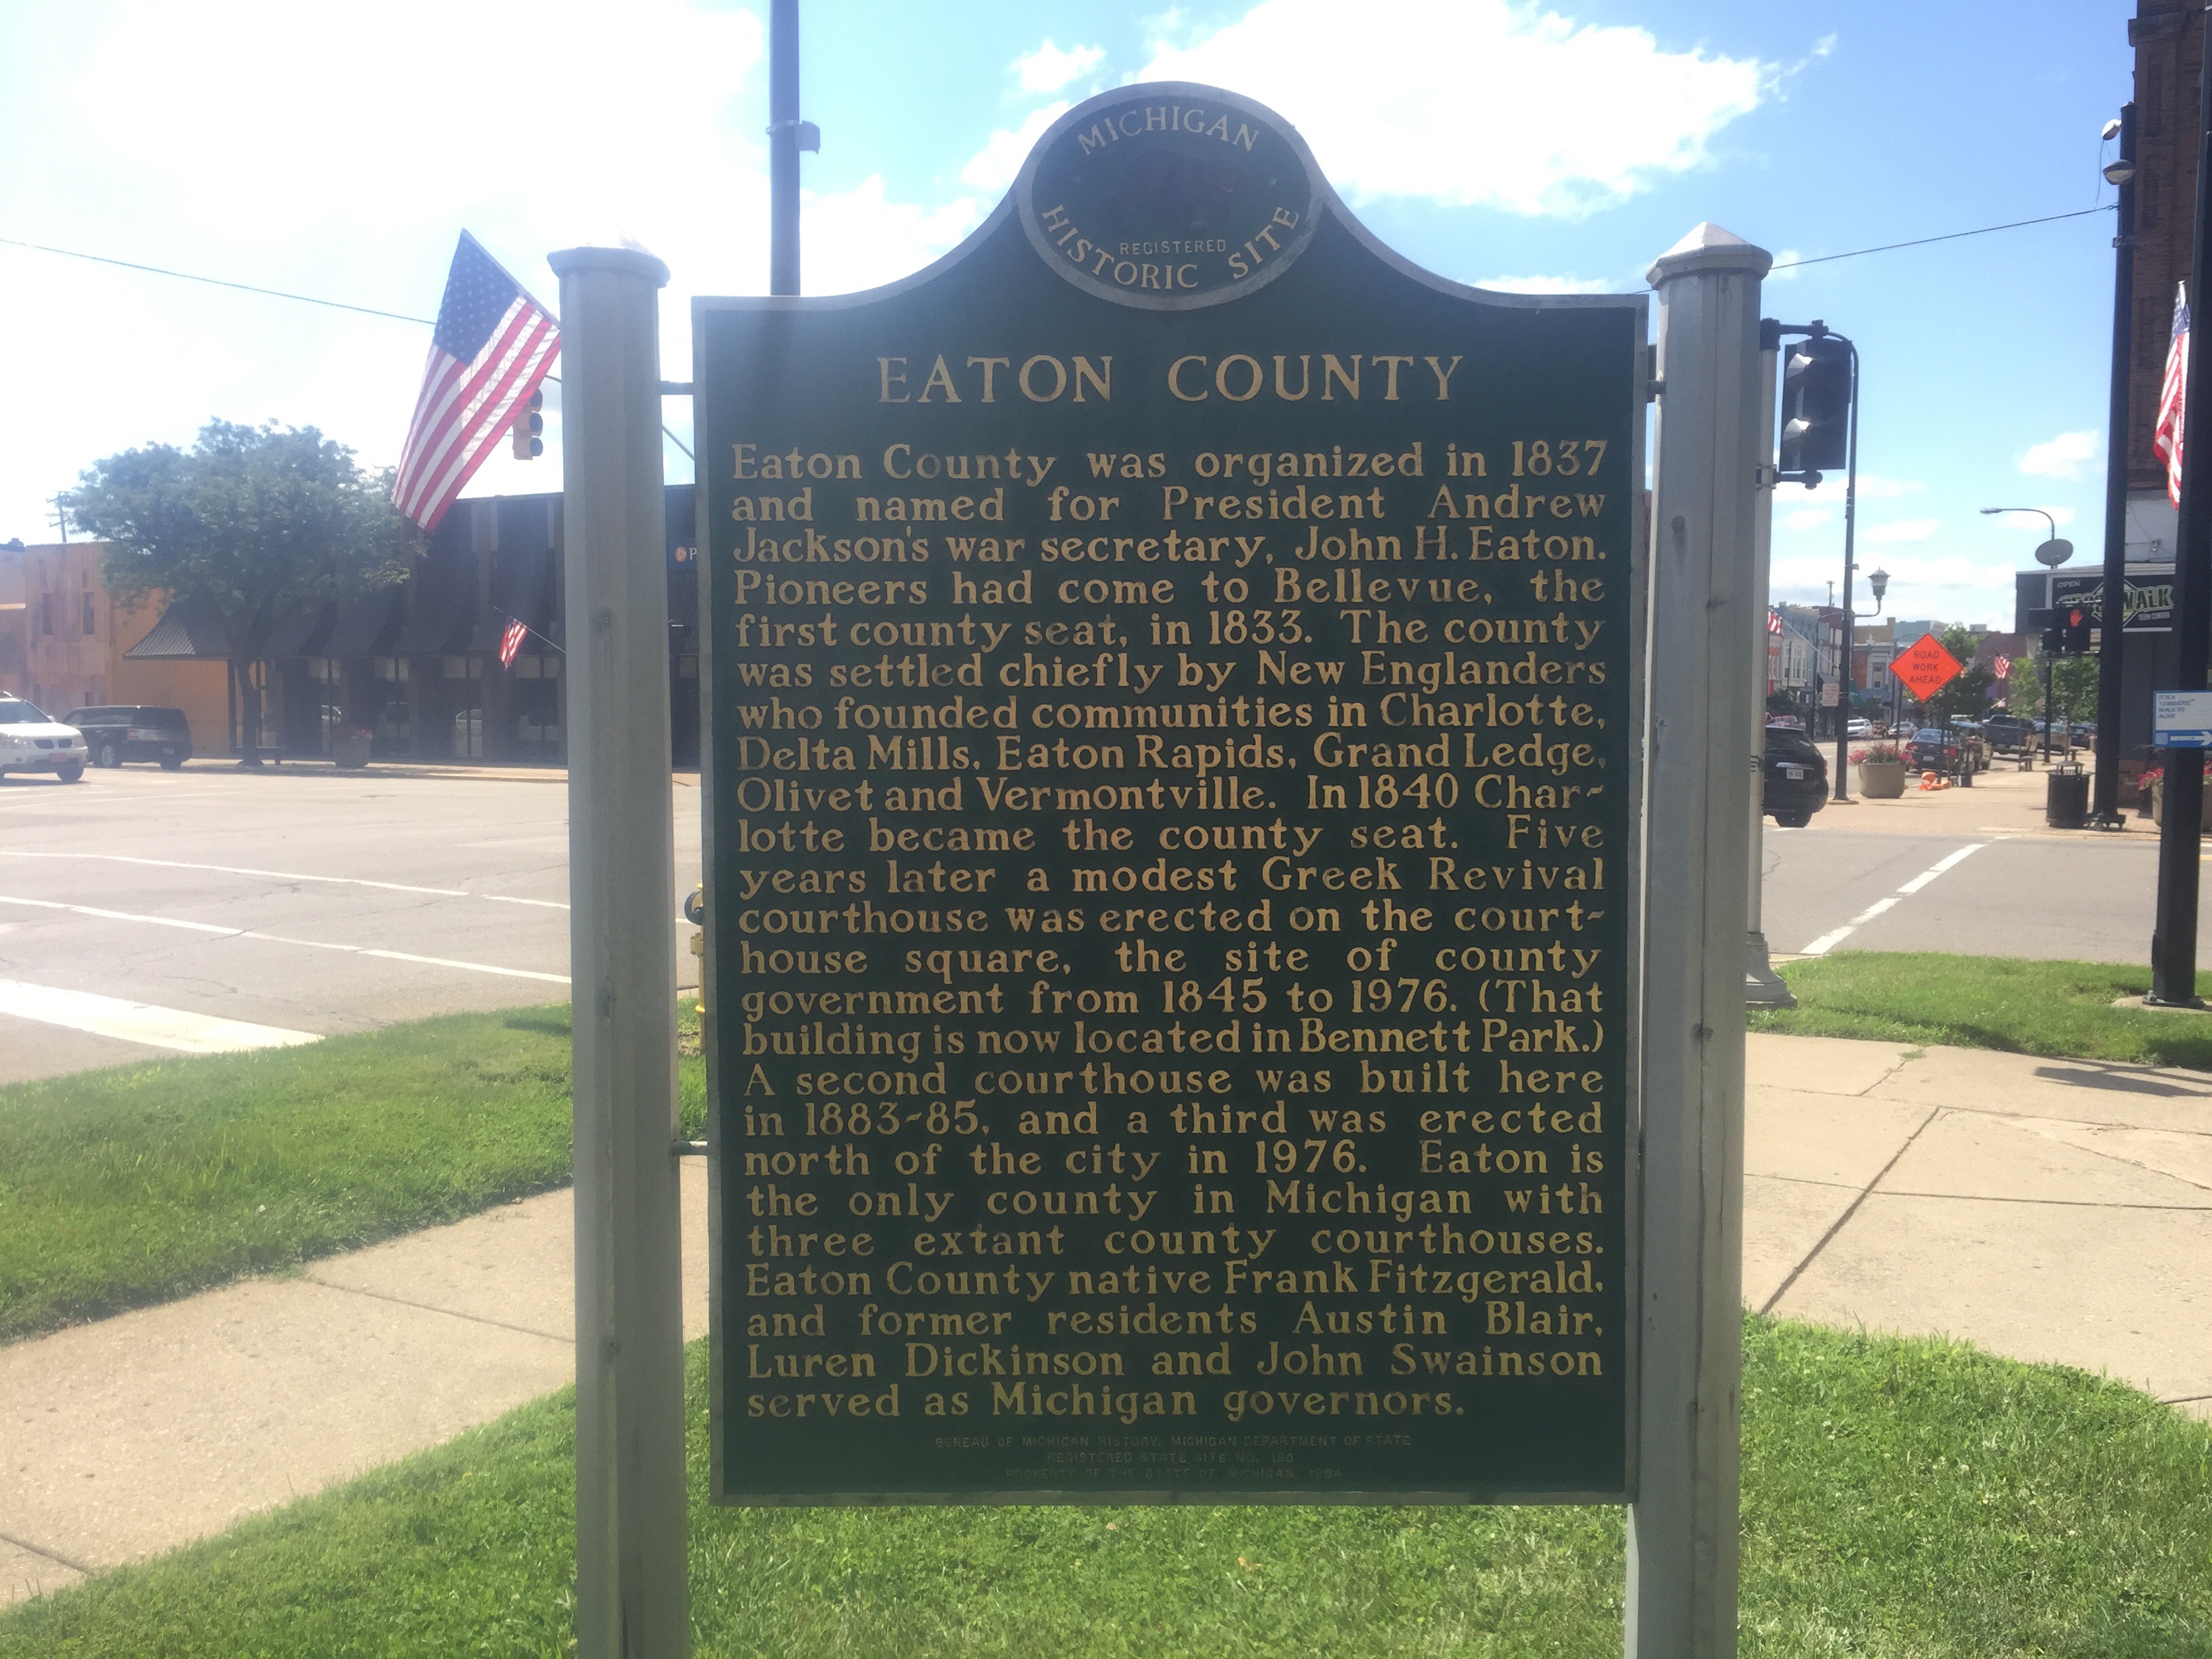 MICHIGAN
REGISTERED
HISTORIC SITE
EATON COUNTY
Eaton County was organized in 1837
and named for President Andrew
Jackson's war secretary, John H. Eaton.
Pioneers had come to Bellevue, the
first county seat, in 1833. The county
was settled chiefly by New Englanders
who founded communities in Charlotte,
Delta Mills, Eaton Rapids, Grand Ledge,
Olivet and Vermontville. In 1840 Char-
lotte became the county seat. Five
years later a modest Greek Revival
courthouse was erected on the court-
house square, the site of county
government from 1845 to 1976. (That
building is now located in Bennett Park.)
A second courthouse was built here
in 1883-85, and a third was erected
north of the city in 1976. Eaton is
the only county in Michigan with
three extant county courthouses.
Eaton County native Frank Fitzgerald,
and former residents Austin Blair,
Luren Dickinson and John Swainson
served as Michigan governors.
BUREAU OF MICHIGAN HISTORY, MICHIGAN DEPARTMENT OF STATE
REGISTERED STATE SITE NO.
PROPERTY OF THE STATE OF MICHIGAN,
P
OPEN
WALK
TEEN CENTER
ROAD
WORK
AHEAD